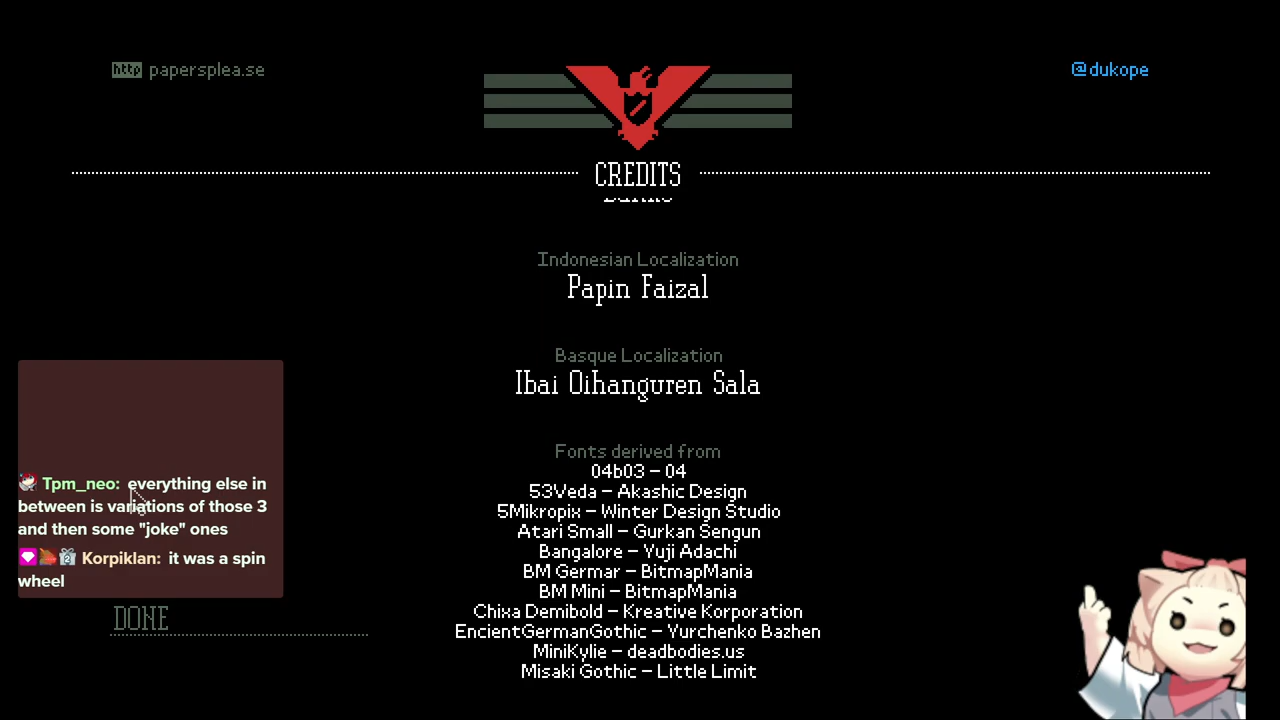 http papersplea.se
@dukope
CREDITS
Indonesian Localization
Papin Faizal
Basque Localization
Ibai Oihanguren Sala
Fonts derived from
04b03 – 04
53Veda – Akashic Design
5Mikropix – Winter Design Studio
Atari Small – Gurkan Sengun
Bangalore – Yuji Adachi
BM Germar – BitmapMania
BM Mini – BitmapMania
Chixa Demibold – Kreative Korporation
EncientGermanGothic – Yurchenko Bazhen
MiniKylie – deadbodies.us
Misaki Gothic – Little Limit
Tpm_neo: everything else in
between is variations of those 3
and then some "joke" ones
2 Korpiklan: it was a spin
wheel
DONE